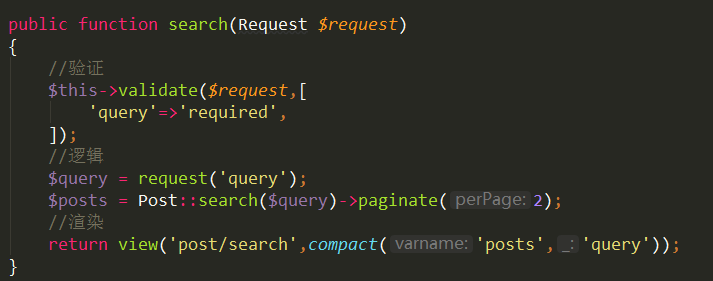 public function search(Request $request)
{
    //验证
    $this->validate($request,[
        'query'=>'required',
    ]);
    //逻辑
    $query = request('query');
    $posts = Post::search($query)->paginate( perPage: 2);
    //渲染
    return view('post/search',compact( varname: 'posts', _: 'query'));
}